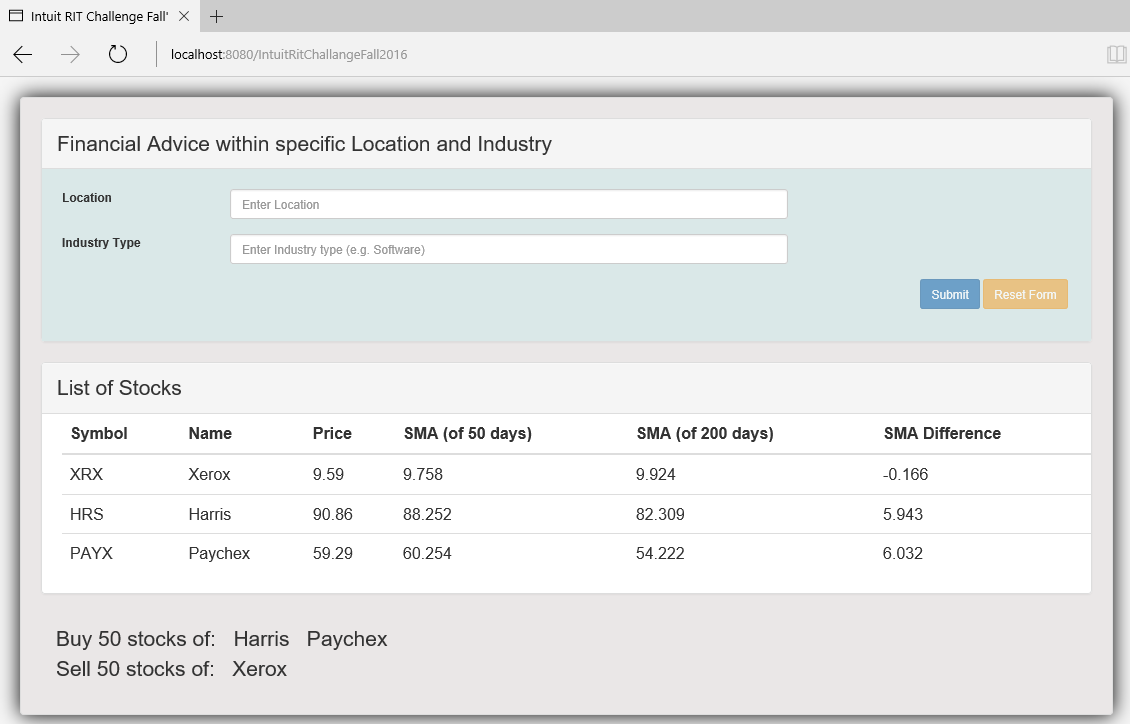 Intuit RIT Challenge Fall'
localhost:8080/IntuitRitChallangeFall2016
Financial Advice within specific Location and Industry
Location Enter Location
Industry Type Enter Industry type (e.g. Software)
Submit Reset Form
List of Stocks
Symbol Name Price SMA (of 50 days) SMA (of 200 days) SMA Difference
XRX Xerox 9.59 9.758 9.924 -0.166
HRS Harris 90.86 88.252 82.309 5.943
PAYX Paychex 59.29 60.254 54.222 6.032
Buy 50 stocks of: Harris Paychex
Sell 50 stocks of: Xerox